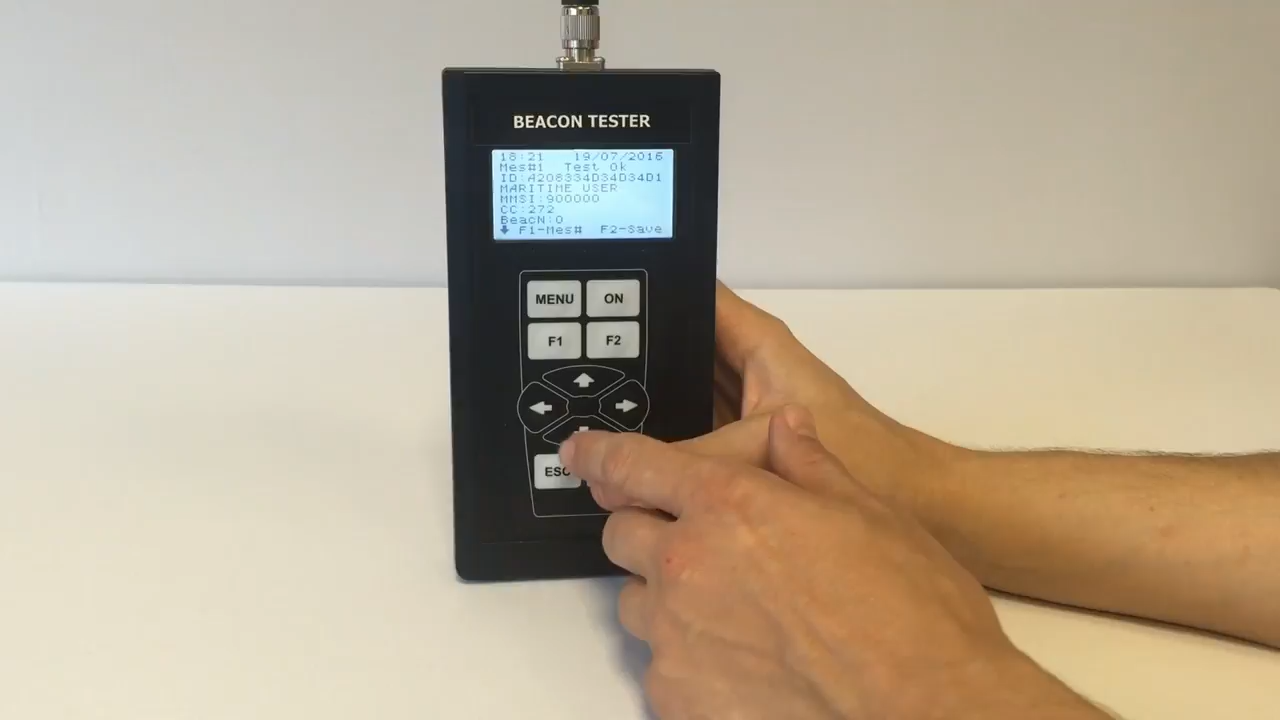 BEACON TESTER
18:21 19/07/2016
Mes#1 Test Ok
ID:A208334D34D34D1
MARITIME USER
MMSI:900000
CC:272
BeacN:0
F1-Mes# F2-Save
MENU ON
F1 F2
ESC